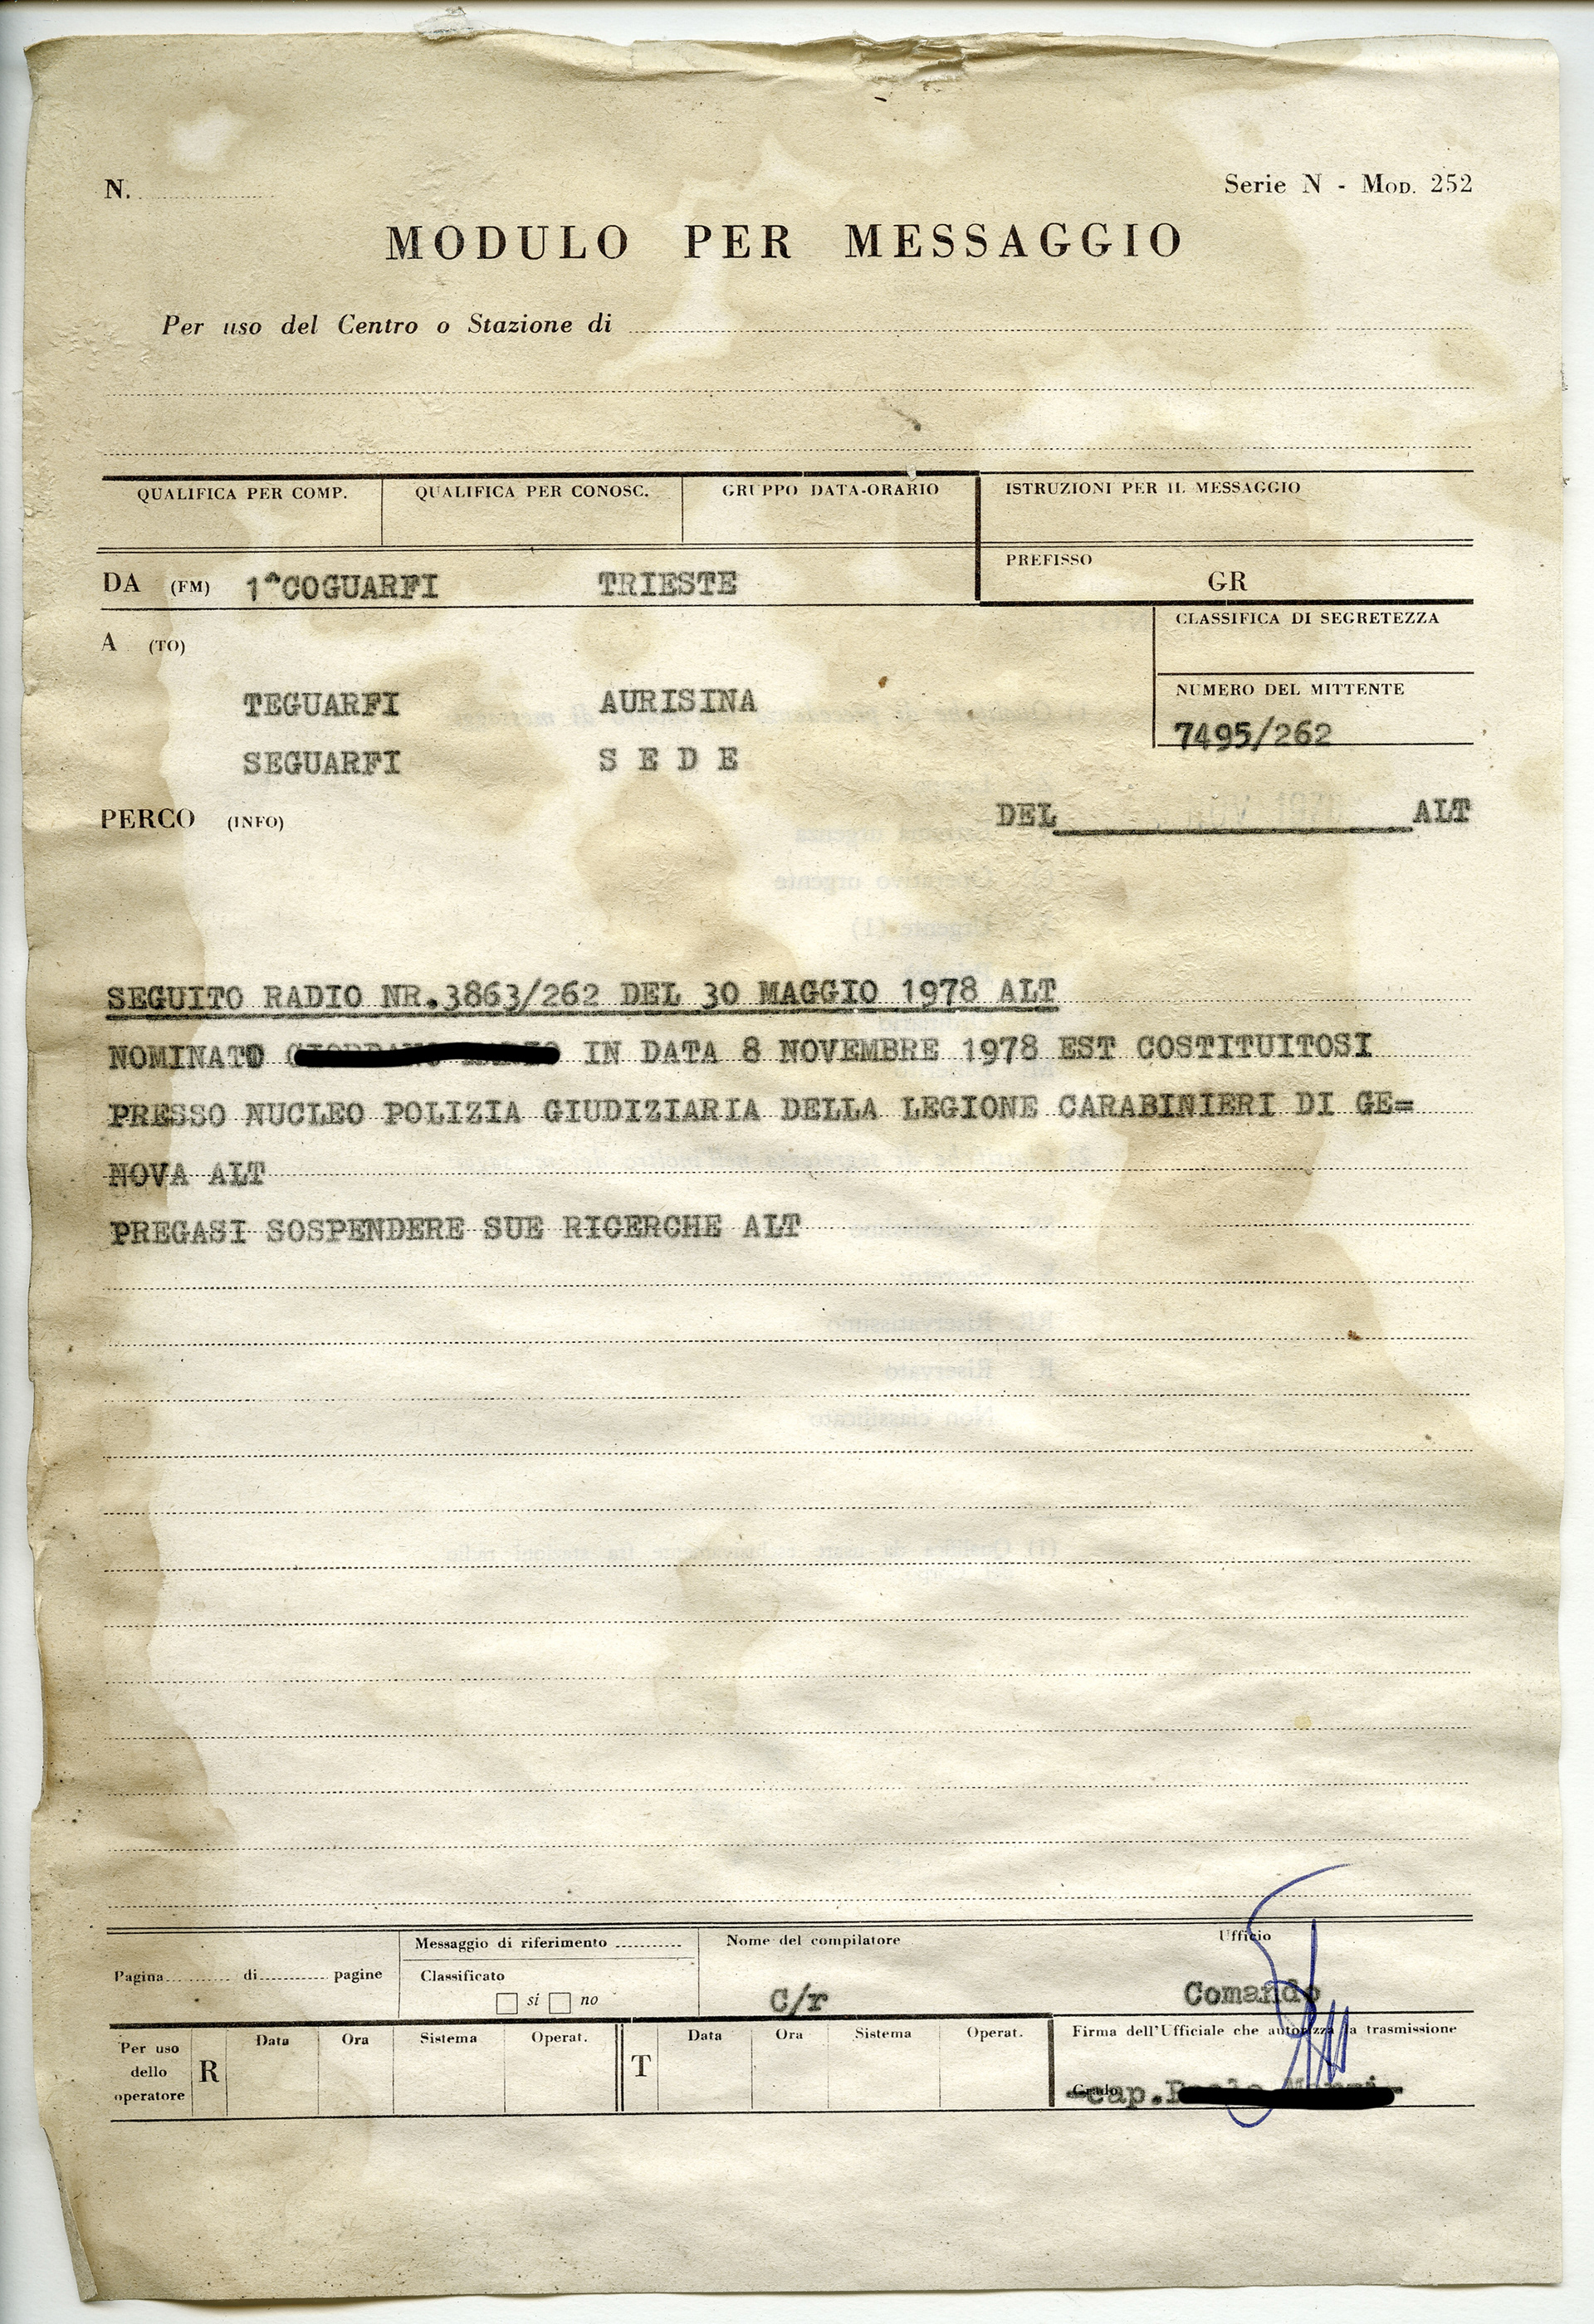 N.
Serie N - Mod. 252
MODULO PER MESSAGGIO
Per uso del Centro o Stazione di
QUALIFICA PER COMP. QUALIFICA PER CONOSC. GRUPPO DATA-ORARIO ISTRUZIONI PER IL MESSAGGIO
PREFISSO
GR
DA (FM) 1^COGUARFI TRIESTE
CLASSIFICA DI SEGRETEZZA
A (TO)
NUMERO DEL MITTENTE
7495/262
TEGUARFI AURISINA
SEGUARFI S E D E
PERCO (INFO)
DEL ALT
SEGUITO RADIO NR.3863/262 DEL 30 MAGGIO 1978 ALT
NOMINATO IN DATA 8 NOVEMBRE 1978 EST COSTITUITOSI
PRESSO NUCLEO POLIZIA GIUDIZIARIA DELLA LEGIONE CARABINIERI DI GE=
NOVA ALT
PREGASI SOSPENDERE SUE RICERCHE ALT
Pagina di pagine
Messaggio di riferimento
Classificato
si no
Nome del compilatore
C/r
Ufficio
Comando
Per uso
dello
operatore
R Data Ora Sistema Operat. T Data Ora Sistema Operat.
Firma dell'Ufficiale che autorizza la trasmissione
Grado
-cap.